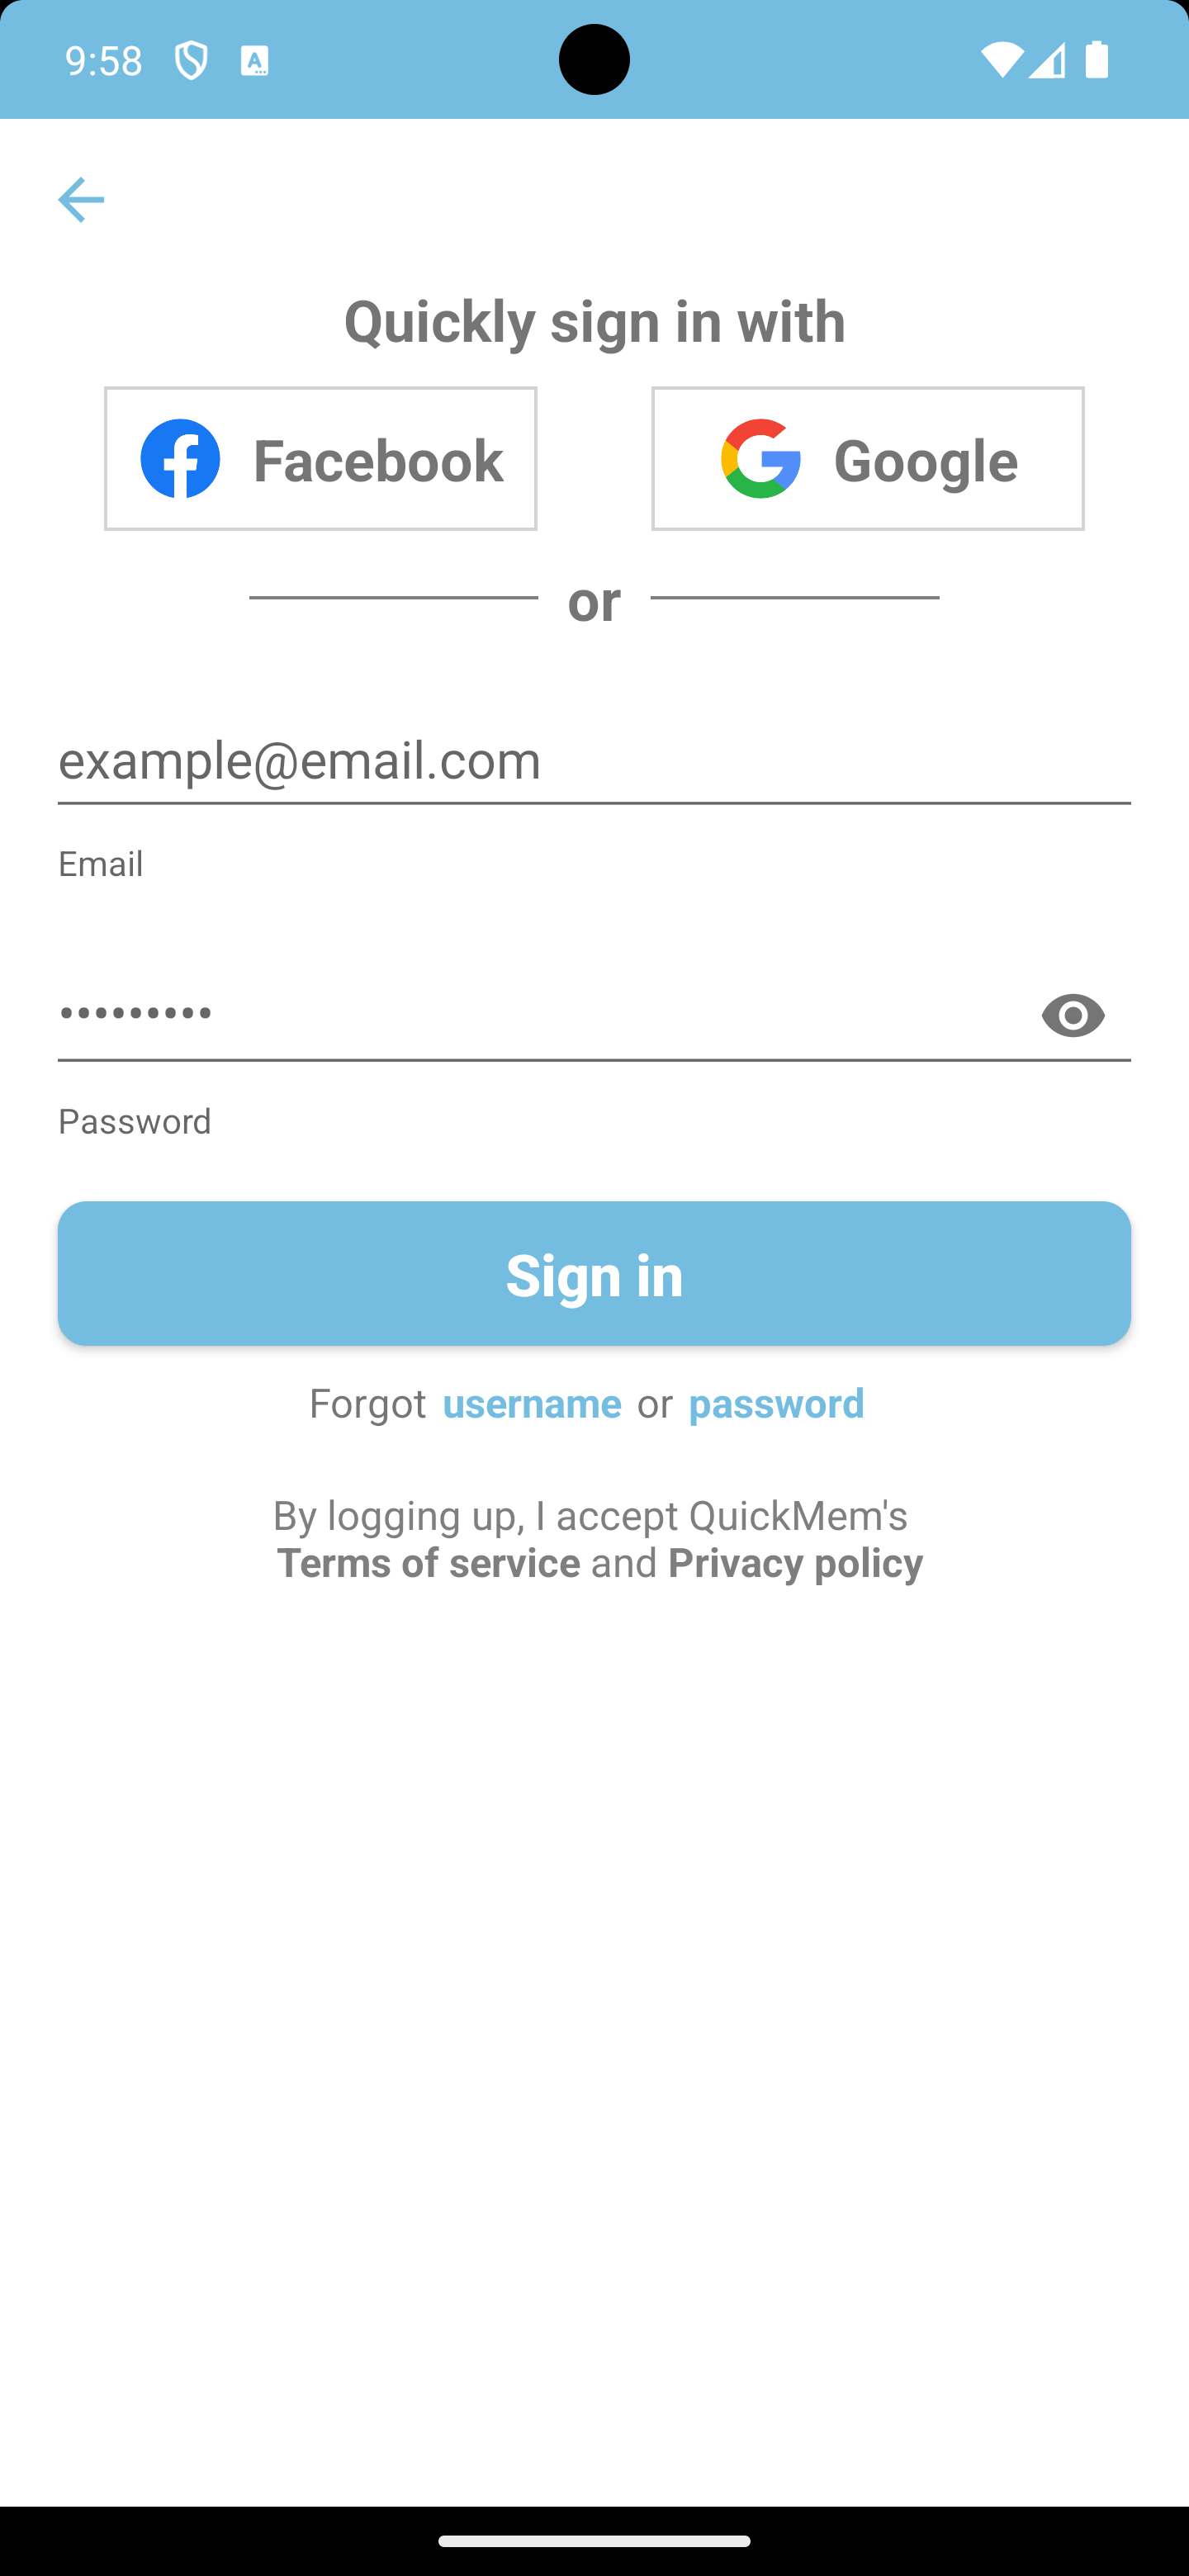 9:58
Quickly sign in with
Facebook
Google
or
example@email.com
Email
•••••••••
Password
Sign in
Forgot username or password
By logging up, I accept QuickMem's
Terms of service and Privacy policy